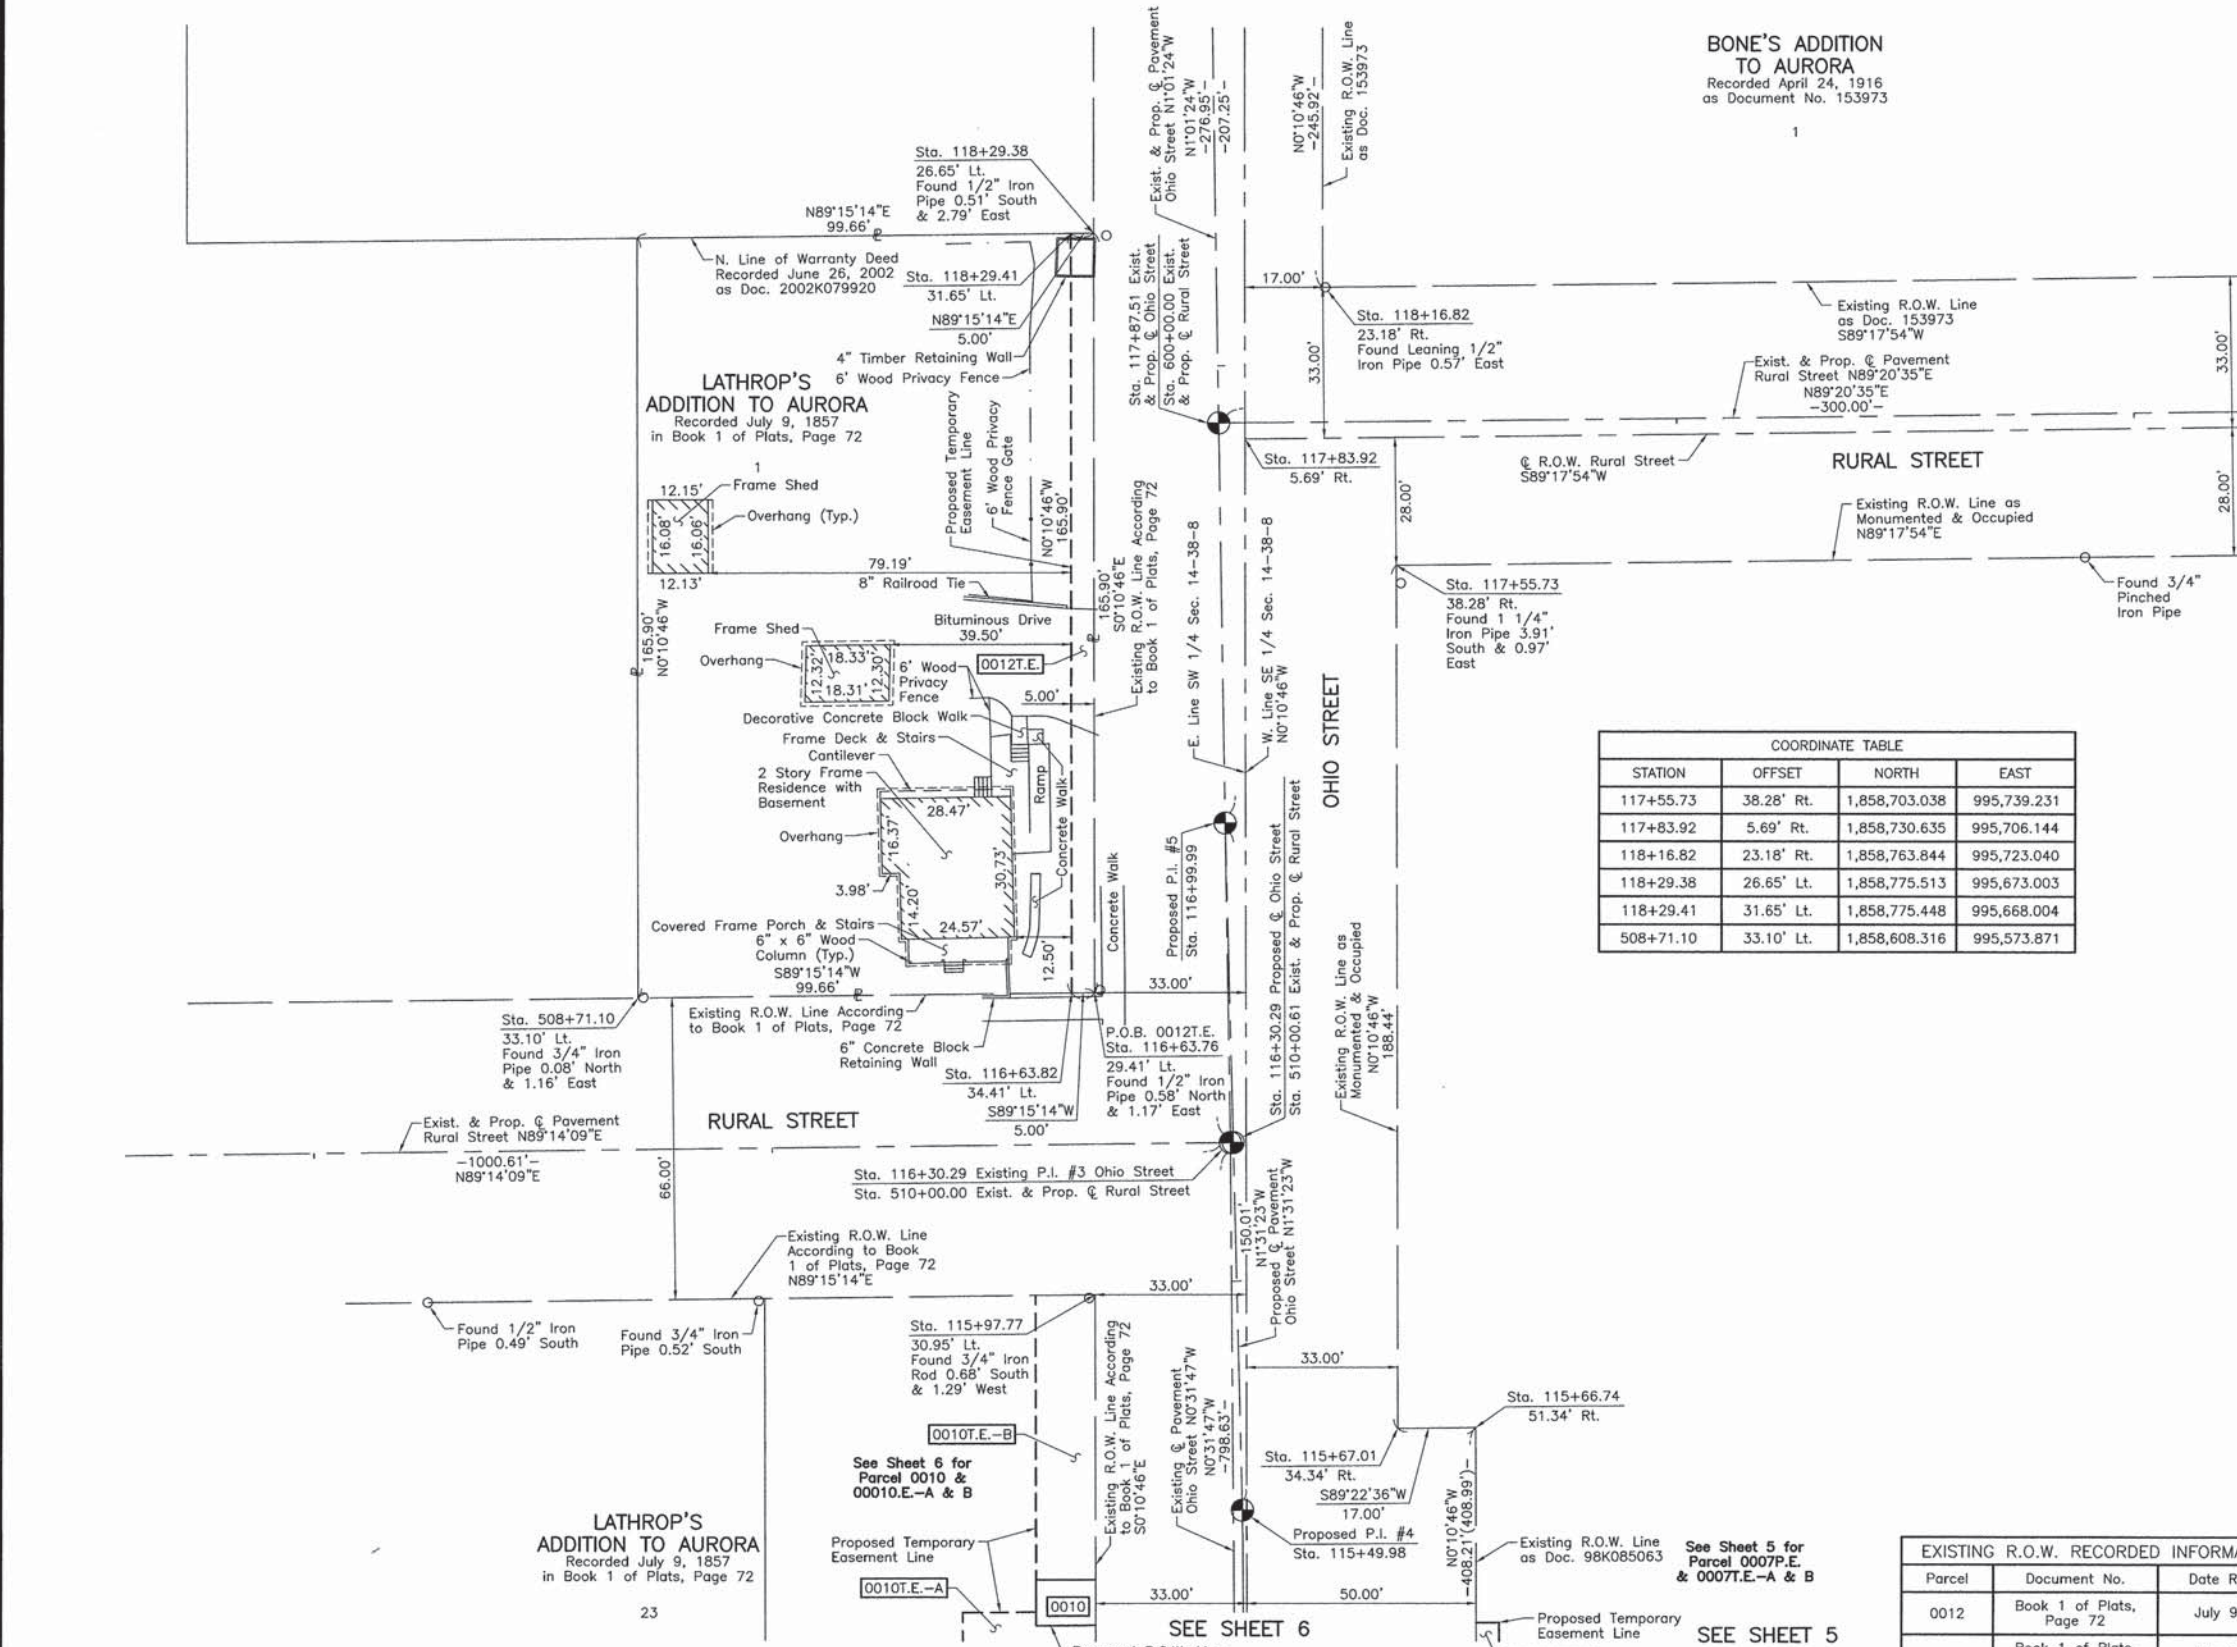 BONE'S ADDITION
TO AURORA
Recorded April 24, 1916
as Document No. 153973
1
Exist. & Prop. ℄ Pavement
Ohio Street N1°01'24"W
N1°01'24"W
-276.95'-
-207.25'-
N0°10'46"W
-245.92'-
Existing R.O.W. Line
as Doc. 153973
Sta. 118+29.38
26.65' Lt.
Found 1/2" Iron
Pipe 0.51' South
& 2.79' East
N89°15'14"E
99.66'
N. Line of Warranty Deed
Recorded June 26, 2002
as Doc. 2002K079920
Sta. 118+29.41
31.65' Lt.
N89°15'14"E
5.00'
4" Timber Retaining Wall
6' Wood Privacy Fence
Sta. 117+87.51 Exist.
& Prop. ℄ Ohio Street
Sta. 600+00.00 Exist.
& Prop. ℄ Rural Street
17.00'
Sta. 118+16.82
23.18' Rt.
Found Leaning 1/2"
Iron Pipe 0.57' East
33.00'
Existing R.O.W. Line
as Doc. 153973
S89°17'54"W
Exist. & Prop. ℄ Pavement
Rural Street N89°20'35"E
N89°20'35"E
-300.00'-
33.00'
LATHROP'S
ADDITION TO AURORA
Recorded July 9, 1857
in Book 1 of Plats, Page 72
1
Proposed Temporary
Easement Line
6' Wood Privacy
Fence Gate
N0°10'46"W
165.90'
Sta. 117+83.92
5.69' Rt.
℄ R.O.W. Rural Street
S89°17'54"W
RURAL STREET
28.00'
28.00'
Existing R.O.W. Line as
Monumented & Occupied
N89°17'54"E
12.15'
Frame Shed
Overhang (Typ.)
16.08'
16.06'
12.13'
79.19'
8" Railroad Tie
165.90'
S0°10'46"E
Existing R.O.W. Line According
to Book 1 of Plats, Page 72
E. Line SW 1/4 Sec. 14-38-8
W. Line SE 1/4 Sec. 14-38-8
N0°10'46"W
Sta. 117+55.73
38.28' Rt.
Found 1 1/4"
Iron Pipe 3.91'
South & 0.97'
East
Found 3/4"
Pinched
Iron Pipe
165.90'
N0°10'46"W
Frame Shed
Bituminous Drive
39.50'
Overhang
12.32'
18.33'
12.30'
18.31'
6' Wood
Privacy
Fence
0012T.E.
5.00'
OHIO STREET
Decorative Concrete Block Walk
Frame Deck & Stairs
Cantilever
2 Story Frame
Residence with
Basement
Overhang
28.47'
16.37'
30.73'
3.98'
14.20'
24.57'
Ramp
Concrete Walk
Concrete Walk
Covered Frame Porch & Stairs
6" x 6" Wood
Column (Typ.)
S89°15'14"W
99.66'
12.50'
33.00'
Proposed P.I. #5
Sta. 116+99.99
Sta. 116+30.29 Proposed ℄ Ohio Street
Sta. 510+00.61 Exist. & Prop. ℄ Rural Street
Existing R.O.W. Line as
Monumented & Occupied
N0°10'46"W
188.44'
COORDINATE TABLE
STATION OFFSET NORTH EAST
117+55.73 38.28' Rt. 1,858,703.038 995,739.231
117+83.92 5.69' Rt. 1,858,730.635 995,706.144
118+16.82 23.18' Rt. 1,858,763.844 995,723.040
118+29.38 26.65' Lt. 1,858,775.513 995,673.003
118+29.41 31.65' Lt. 1,858,775.448 995,668.004
508+71.10 33.10' Lt. 1,858,608.316 995,573.871
Sta. 508+71.10
33.10' Lt.
Found 3/4" Iron
Pipe 0.08' North
& 1.16' East
Existing R.O.W. Line According
to Book 1 of Plats, Page 72
6" Concrete Block
Retaining Wall
Sta. 116+63.82
34.41' Lt.
S89°15'14"W
5.00'
P.O.B. 0012T.E.
Sta. 116+63.76
29.41' Lt.
Found 1/2" Iron
Pipe 0.58' North
& 1.17' East
Exist. & Prop. ℄ Pavement
Rural Street N89°14'09"E
-1000.61'-
N89°14'09"E
RURAL STREET
66.00'
Sta. 116+30.29 Existing P.I. #3 Ohio Street
Sta. 510+00.00 Exist. & Prop. ℄ Rural Street
-150.01'-
N1°31'23"W
Proposed ℄ Pavement
Ohio Street N1°31'23"W
Existing R.O.W. Line
According to Book
1 of Plats, Page 72
N89°15'14"E
33.00'
Found 1/2" Iron
Pipe 0.49' South
Found 3/4" Iron
Pipe 0.52' South
Sta. 115+97.77
30.95' Lt.
Found 3/4" Iron
Rod 0.68' South
& 1.29' West
Existing R.O.W. Line According
to Book 1 of Plats, Page 72
S0°10'46"E
Existing ℄ Pavement
Ohio Street N0°31'47"W
N0°31'47"W
-798.63'-
33.00'
Sta. 115+66.74
51.34' Rt.
0010T.E.-B
See Sheet 6 for
Parcel 0010 &
00010.E.-A & B
Sta. 115+67.01
34.34' Rt.
S89°22'36"W
17.00'
Proposed P.I. #4
Sta. 115+49.98
N0°10'46"W
-408.21'(408.99')-
LATHROP'S
ADDITION TO AURORA
Recorded July 9, 1857
in Book 1 of Plats, Page 72
23
Proposed Temporary
Easement Line
0010T.E.-A
0010
33.00'
50.00'
SEE SHEET 6
Existing R.O.W. Line
as Doc. 98K085063
See Sheet 5 for
Parcel 0007P.E.
& 0007T.E.-A & B
Proposed Temporary
Easement Line
SEE SHEET 5
EXISTING R.O.W. RECORDED INFORMA
Parcel Document No. Date R
0012 Book 1 of Plats, Page 72 July 9